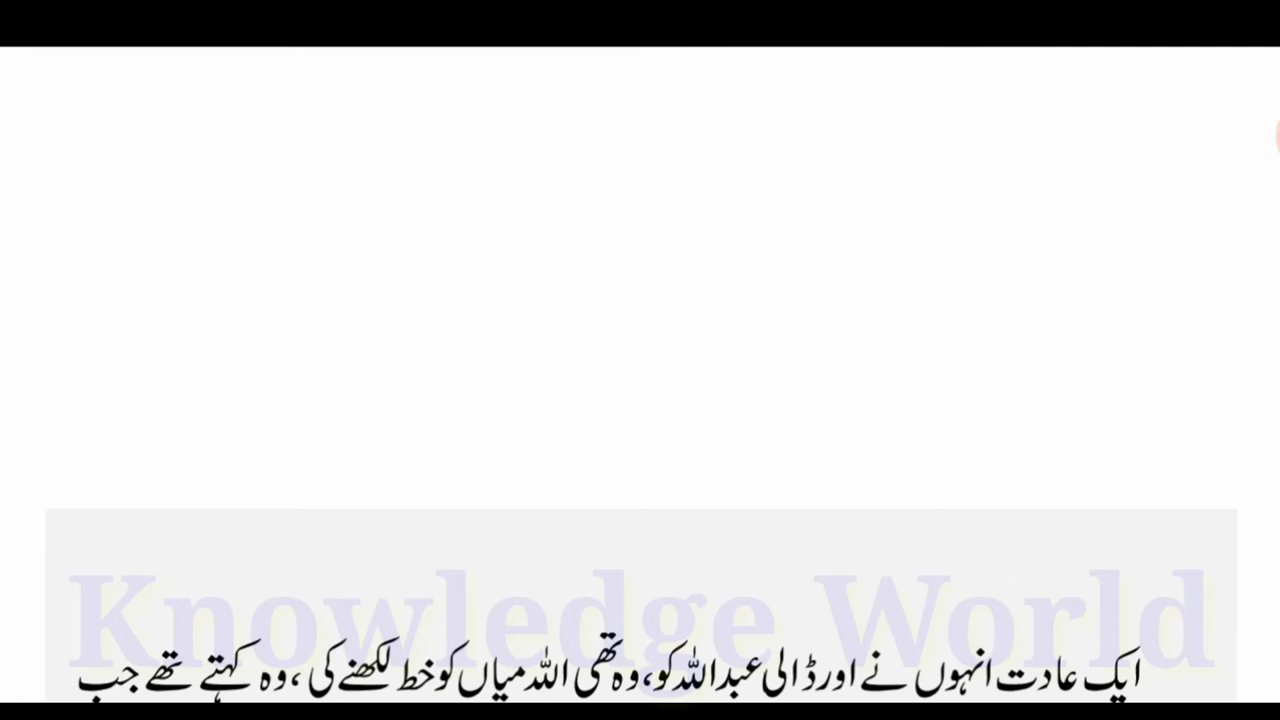 Knowledge World
ایک عادت انہوں نے اور ڈالی عبداللہ کو، وہ تھی اللہ میاں کو خط لکھنے کی، وہ کہتے تھے جب